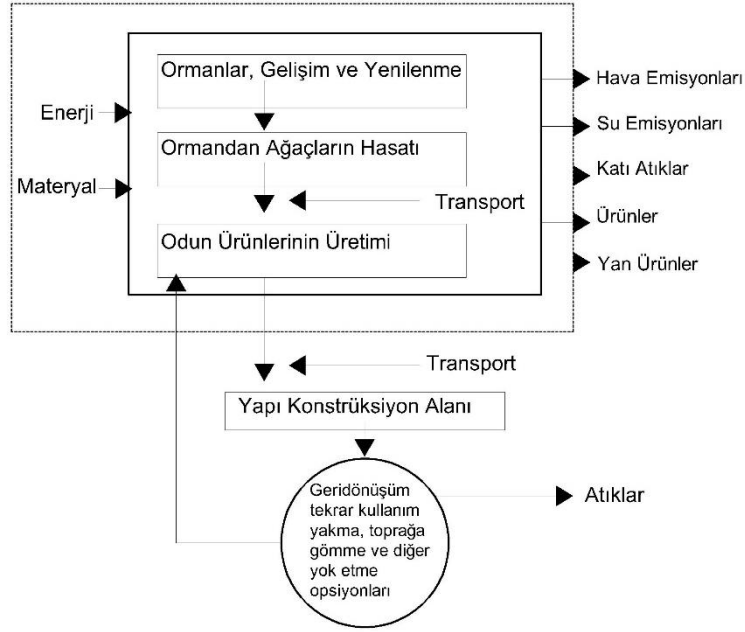 Ormanlar, Gelişim ve Yenilenme
Hava Emisyonları
Enerji
Su Emisyonları
Ormandan Ağaçların Hasatı
Katı Atıklar
Materyal
Transport
Ürünler
Odun Ürünlerinin Üretimi
Yan Ürünler
Transport
Yapı Konstrüksiyon Alanı
Geridönüşüm
tekrar kullanım
yakma, toprağa
gömme ve diğer
yok etme
opsiyonları
Atıklar